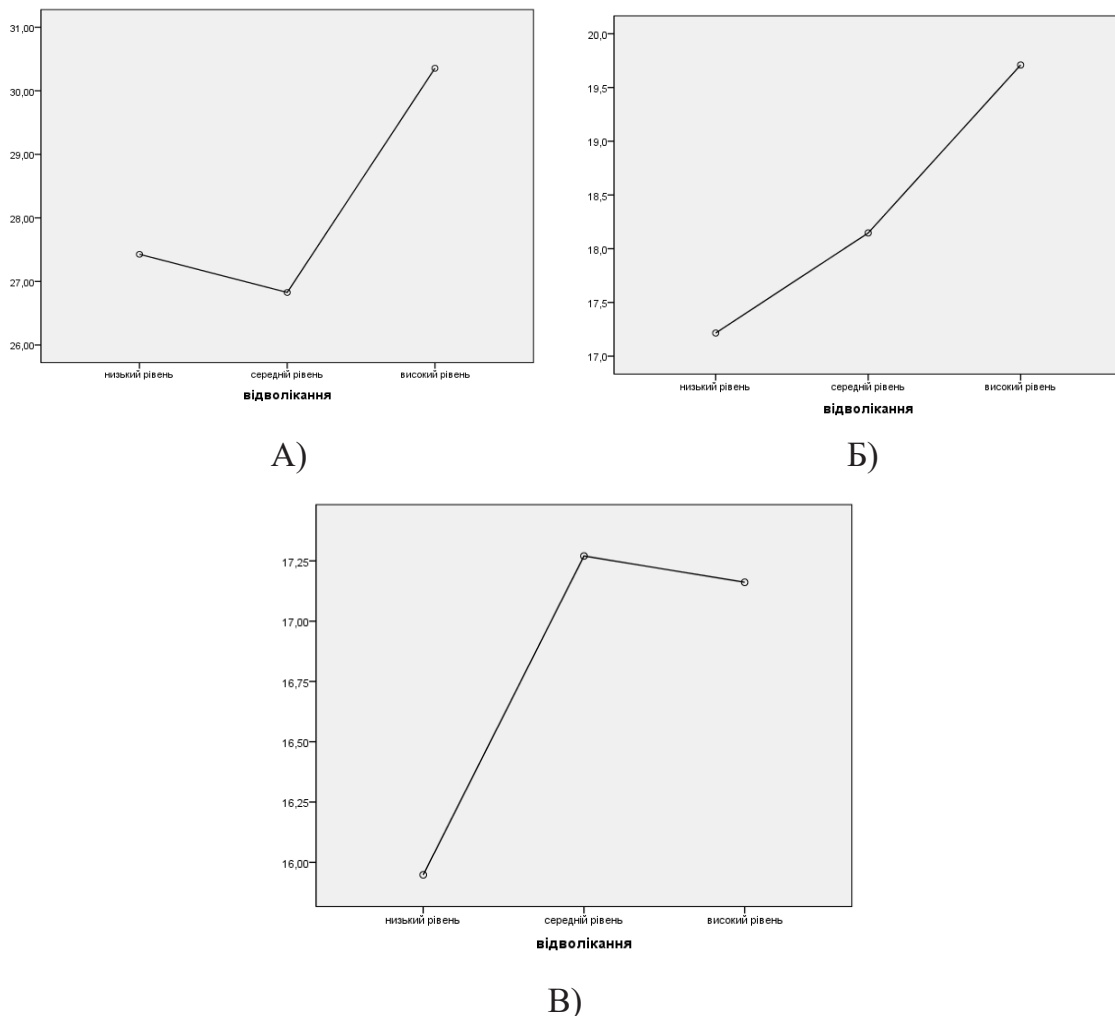 31,00
30,00
29,00
28,00
27,00
26,00
низький рівень середній рівень високий рівень
відволікання
А)
20,0
19,5
19,0
18,5
18,0
17,5
17,0
низький рівень середній рівень високий рівень
відволікання
Б)
17,25
17,00
16,75
16,50
16,25
16,00
низький рівень середній рівень високий рівень
відволікання
В)